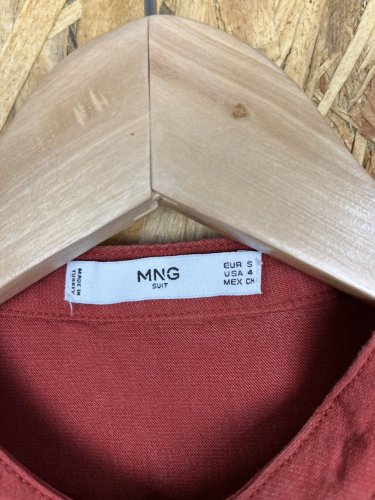 MADE IN
TURKEY
MNG
SUIT
EUR S
USA 4
MEX CH